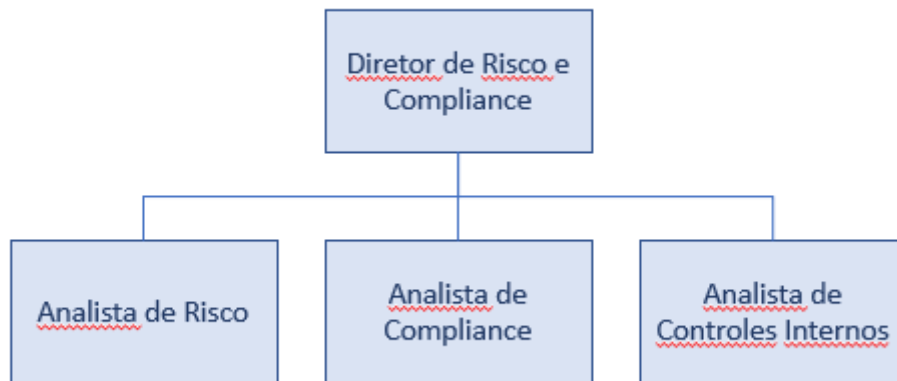 Diretor de Risco e
Compliance
Analista de Risco
Analista de
Compliance
Analista de
Controles Internos